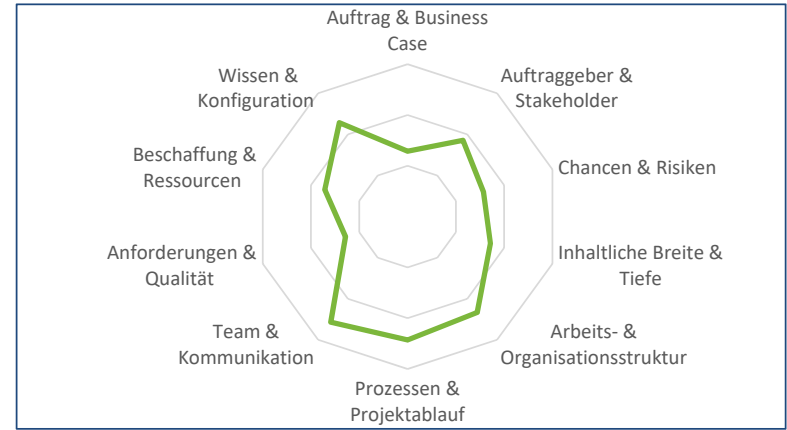 Auftrag & Business
Case
Auftraggeber &
Stakeholder
Chancen & Risiken
Inhaltliche Breite &
Tiefe
Arbeits- &
Organisationsstruktur
Prozessen &
Projektablauf
Team &
Kommunikation
Anforderungen &
Qualität
Beschaffung &
Ressourcen
Wissen &
Konfiguration